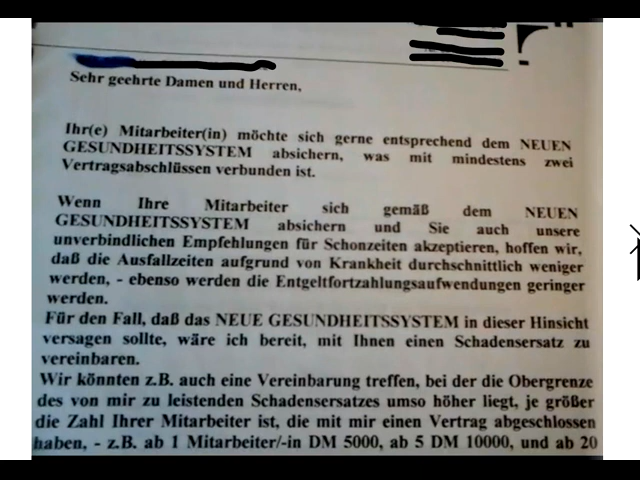 Sehr geehrte Damen und Herren,
Ihr(e) Mitarbeiter(in) möchte sich gerne entsprechend dem NEUEN
GESUNDHEITSSYSTEM absichern, was mit mindestens zwei
Vertragsabschlüssen verbunden ist.
Wenn Ihre Mitarbeiter sich gemäß dem NEUEN
GESUNDHEITSSYSTEM absichern und Sie auch unsere
unverbindlichen Empfehlungen für Schonzeiten akzeptieren, hoffen wir,
daß die Ausfallzeiten aufgrund von Krankheit durchschnittlich weniger
werden, - ebenso werden die Entgeltfortzahlungsaufwendungen geringer
werden.
Für den Fall, daß das NEUE GESUNDHEITSSYSTEM in dieser Hinsicht
versagen sollte, wäre ich bereit, mit Ihnen einen Schadensersatz zu
vereinbaren.
Wir könnten z.B. auch eine Vereinbarung treffen, bei der die Obergrenze
des von mir zu leistenden Schadensersatzes umso höher liegt, je größer
die Zahl Ihrer Mitarbeiter ist, die mit mir einen Vertrag abgeschlossen
haben, - z.B. ab 1 Mitarbeiter/-in DM 5000, ab 5 DM 10000, und ab 20